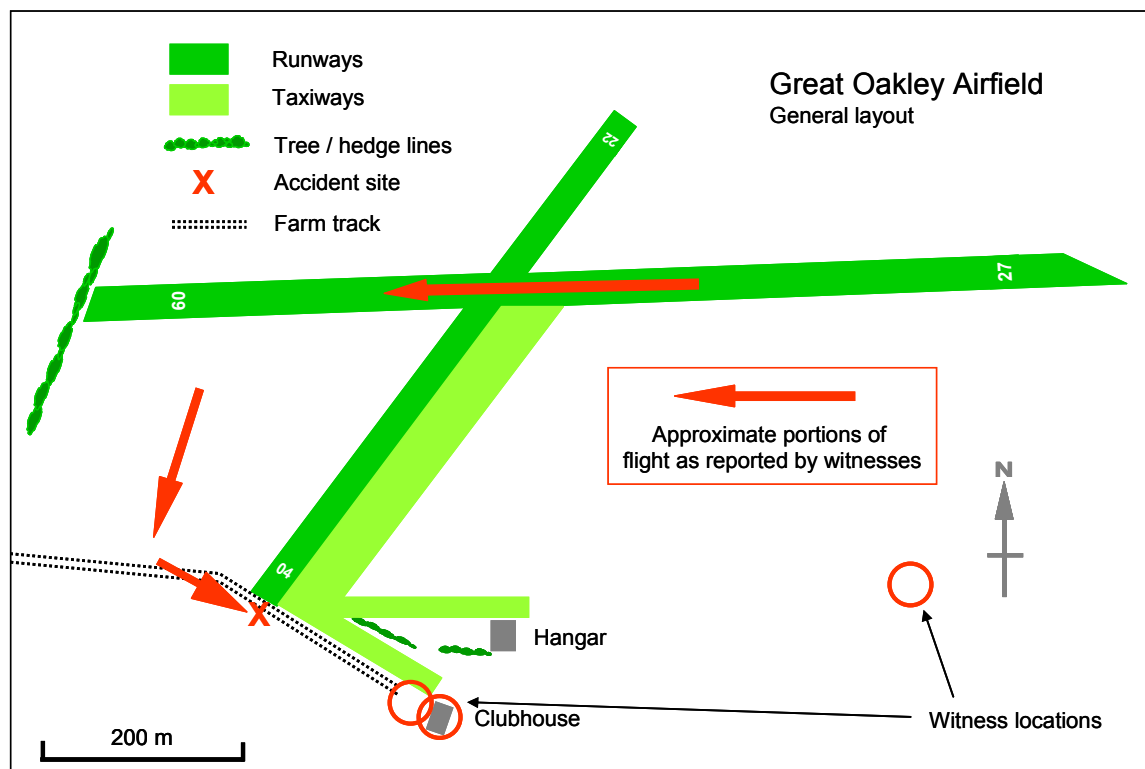 Great Oakley Airfield
General layout
Runways
Taxiways
Tree / hedge lines
Accident site
X
Farm track
22
27
09
Approximate portions of
flight as reported by witnesses
N
04
X
Hangar
Clubhouse
Witness locations
200 m